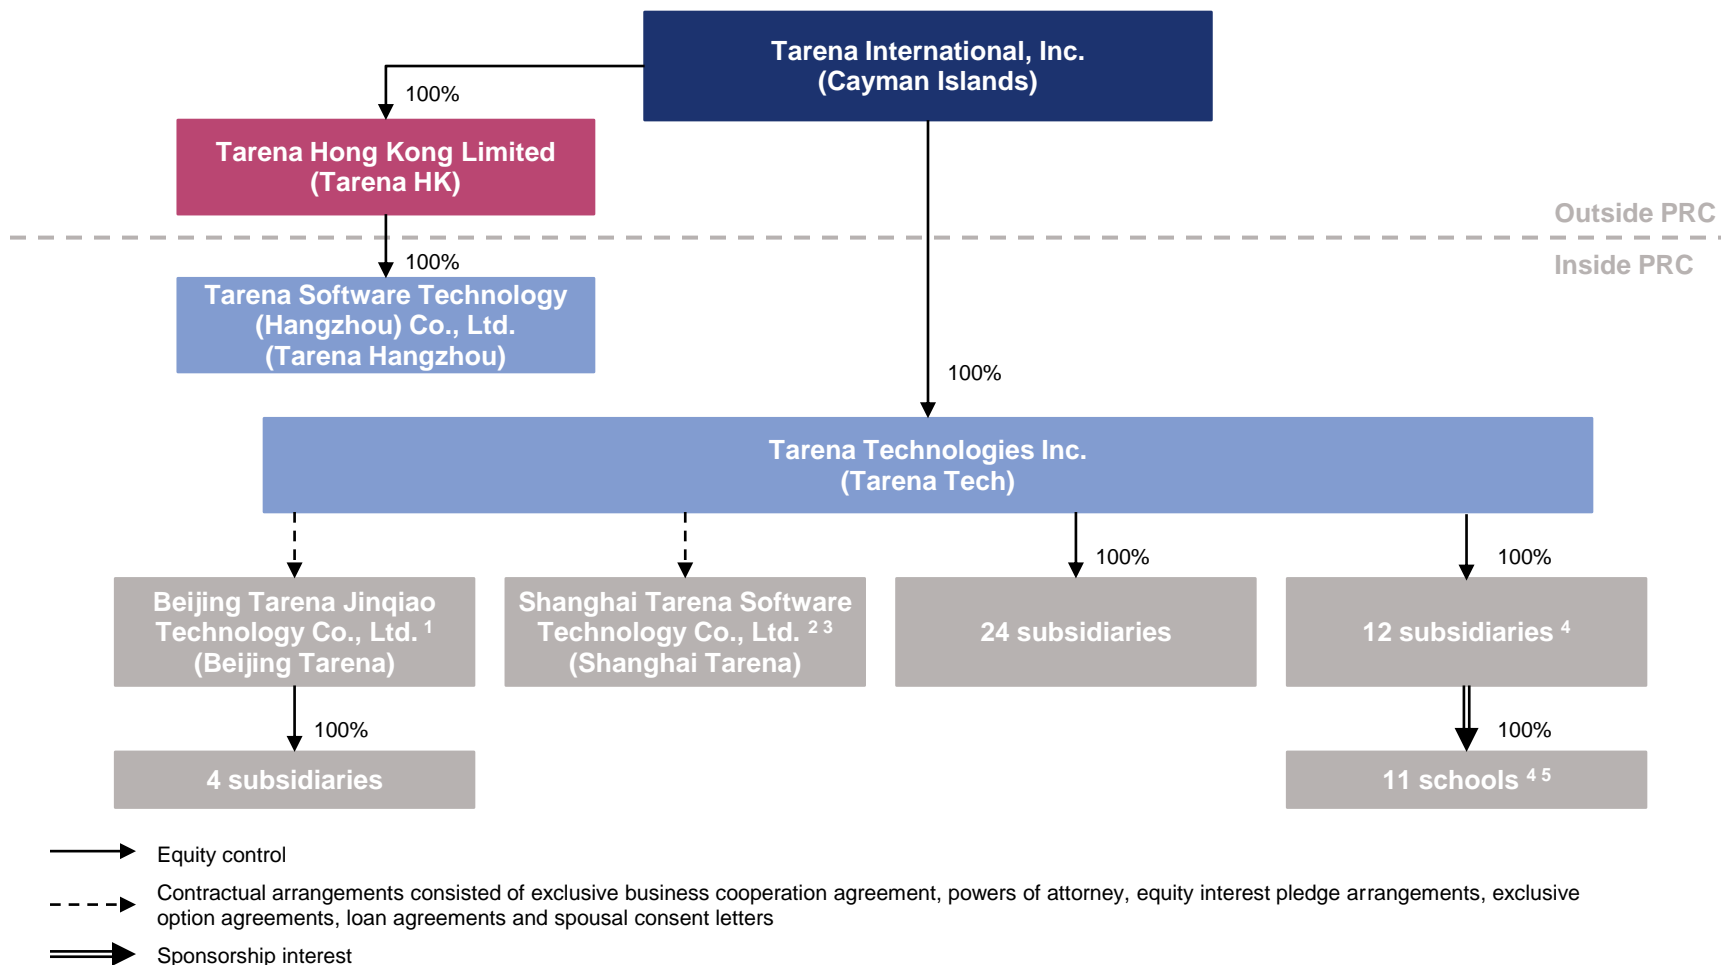 Tarena International, Inc.
(Cayman Islands)
100%
Tarena Hong Kong Limited
(Tarena HK)
Outside PRC
Inside PRC
100%
Tarena Software Technology
(Hangzhou) Co., Ltd.
(Tarena Hangzhou)
100%
Tarena Technologies Inc.
(Tarena Tech)
100%
100%
Beijing Tarena Jinqiao
Technology Co., Ltd. 1
(Beijing Tarena)
Shanghai Tarena Software
Technology Co., Ltd. 2 3
(Shanghai Tarena)
24 subsidiaries
12 subsidiaries 4
100%
100%
4 subsidiaries
11 schools 4 5
Equity control
Contractual arrangements consisted of exclusive business cooperation agreement, powers of attorney, equity interest pledge arrangements, exclusive
option agreements, loan agreements and spousal consent letters
Sponsorship interest